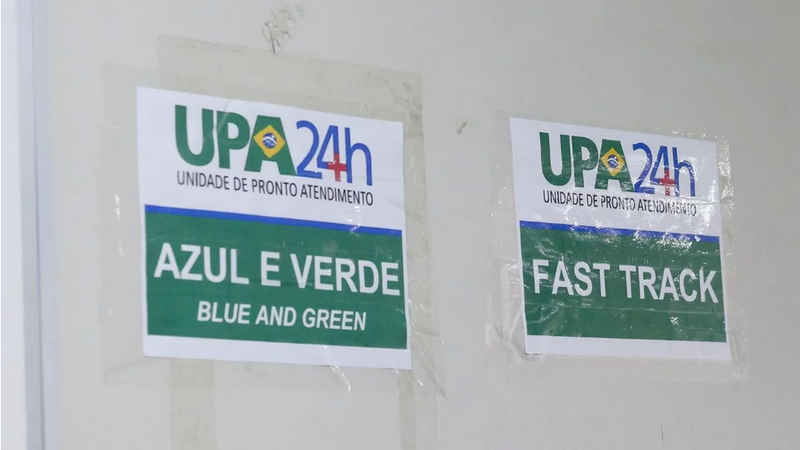 UPA24h
UNIDADE DE PRONTO ATENDIMENTO
AZUL E VERDE
BLUE AND GREEN
UPA24h
UNIDADE DE PRONTO ATENDIMENTO
FAST TRACK